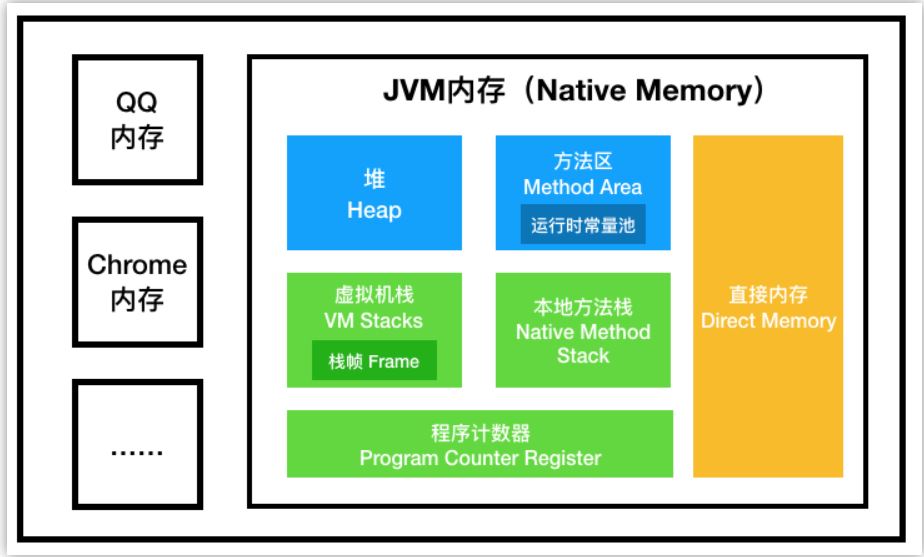 QQ
内存
Chrome
内存
......
JVM内存（Native Memory）
堆
Heap
方法区
Method Area
运行时常量池
虚拟机栈
VM Stacks
栈帧 Frame
本地方法栈
Native Method
Stack
程序计数器
Program Counter Register
直接内存
Direct Memory